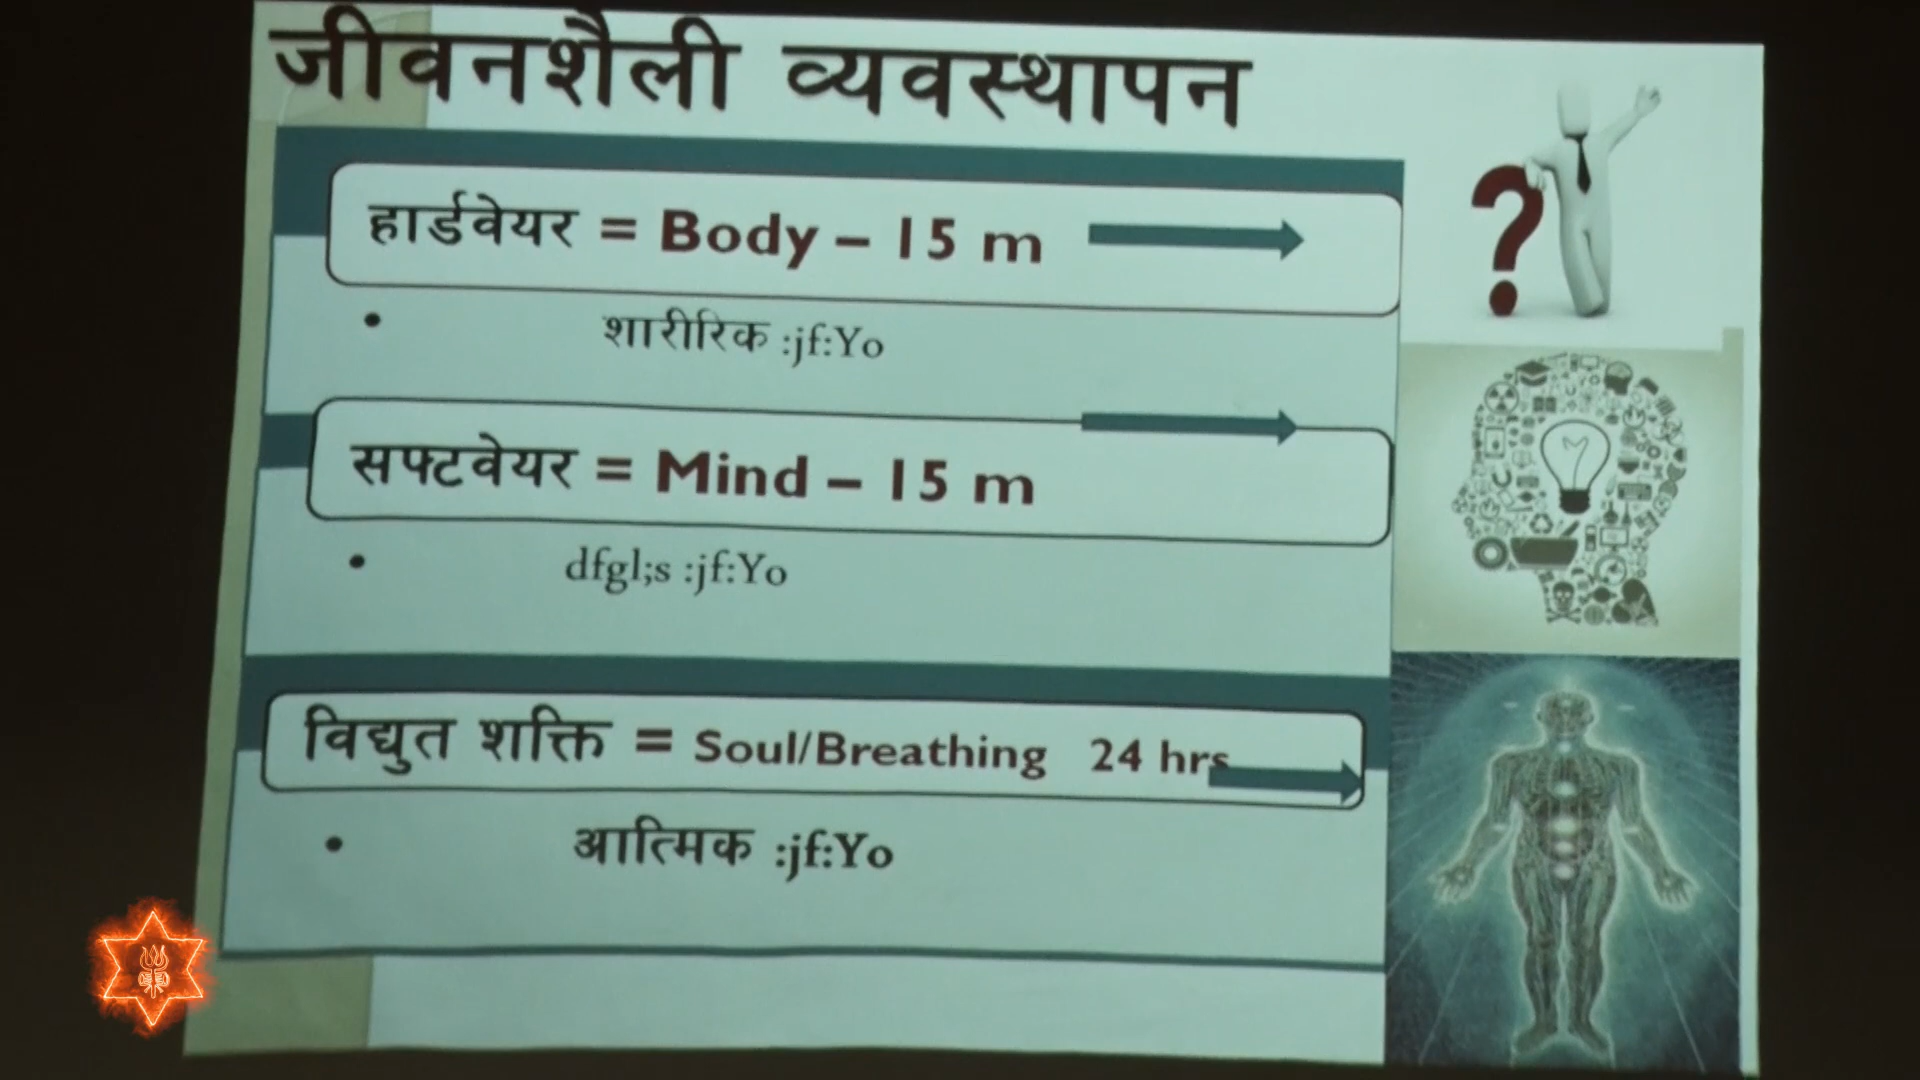 जीवनशैली व्यवस्थापन
हार्डवेयर = Body – 15 m
• शारीरिक :jf:Yo
सफ्टवेयर = Mind – 15 m
• dfgl;s :jf:Yo
विद्युत शक्ति = Soul/Breathing 24 hrs
• आत्मिक :jf:Yo